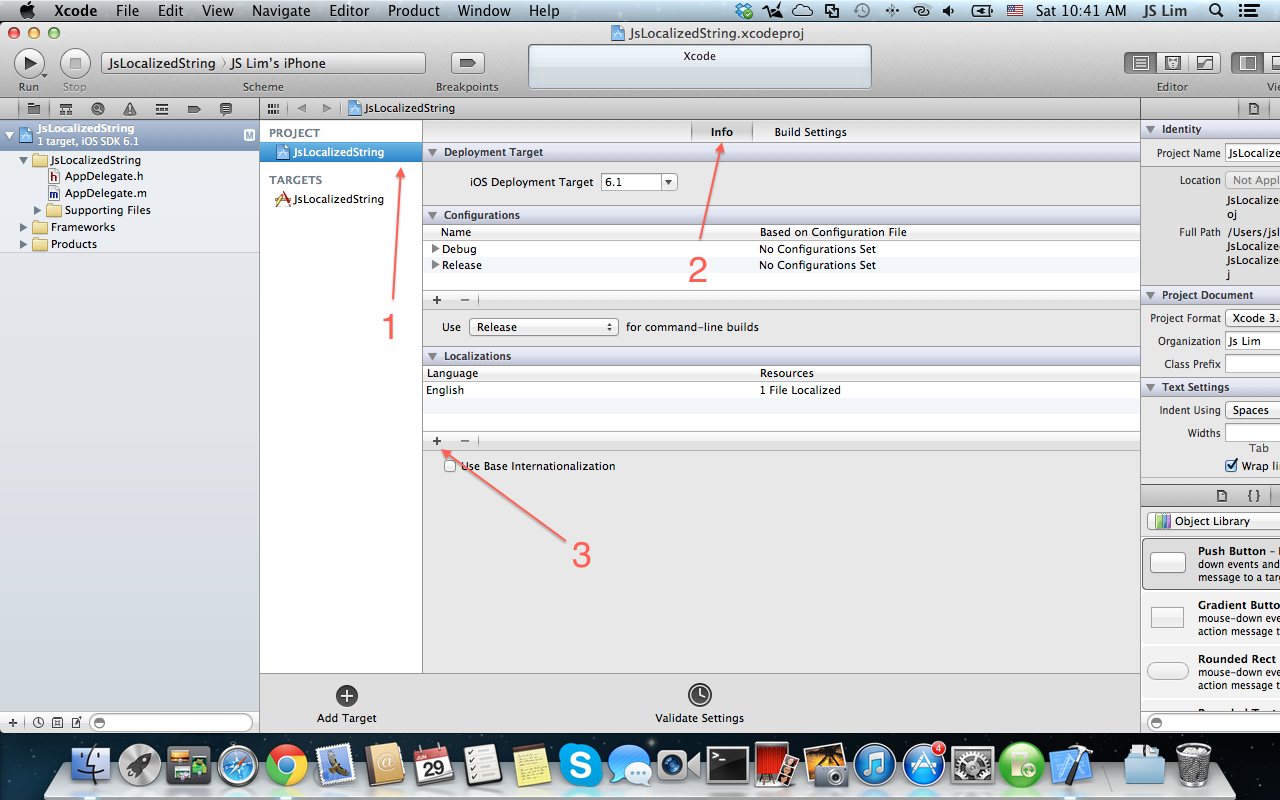 Xcode File Edit View Navigate Editor Product Window Help Sat 10:41 AM JS Lim
JsLocalizedString.xcodeproj
JsLocalizedString JS Lim's iPhone
Xcode
Run Stop Scheme Breakpoints Editor
JsLocalizedString
JsLocalizedString
1 target, iOS SDK 6.1
M
JsLocalizedString
h AppDelegate.h
m AppDelegate.m
Supporting Files
Frameworks
Products
PROJECT
JsLocalizedString
TARGETS
JsLocalizedString
Info Build Settings
Deployment Target
iOS Deployment Target 6.1
Configurations
Name Based on Configuration File
Debug No Configurations Set
Release No Configurations Set
+ −
Use Release for command-line builds
Localizations
Language Resources
English 1 File Localized
+ −
Use Base Internationalization
1
2
3
Add Target Validate Settings
Identity
Project Name JsLocalize
Location Not Appl
JsLocaliz
oj
Full Path /Users/jsl
JsLocaliz
JsLocaliz
j
Project Document
Project Format Xcode 3.
Organization Js Lim
Class Prefix
Text Settings
Indent Using Spaces
Widths
Tab
Wrap li
{ }
Object Library
Push Button –
down events and
message to a targ
Gradient Butto
mouse-down eve
action message t
Rounded Rect
mouse-down eve
action message t
JUN
29
4